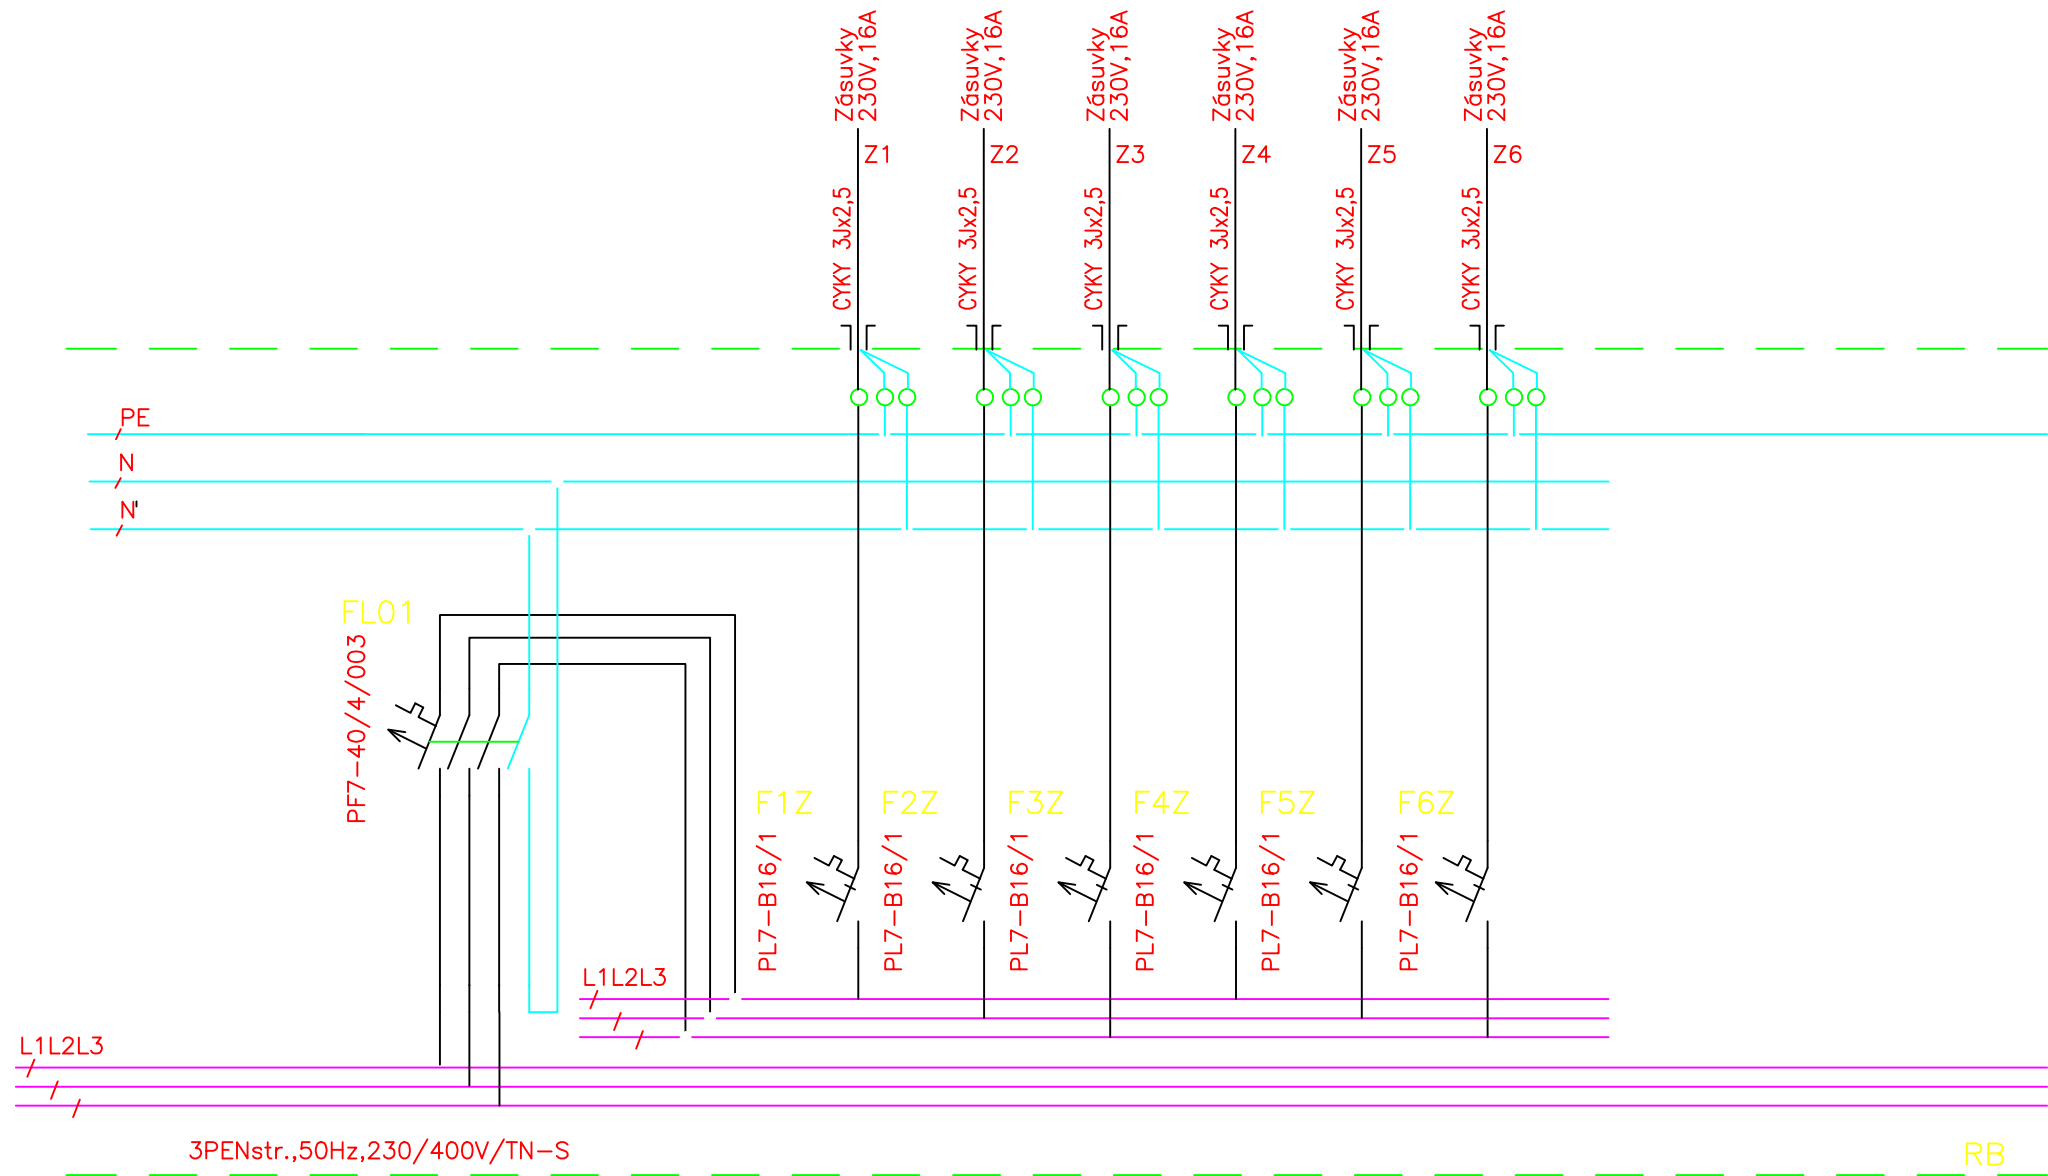 Zásuvky
230V,16A
Zásuvky
230V,16A
Zásuvky
230V,16A
Zásuvky
230V,16A
Zásuvky
230V,16A
Zásuvky
230V,16A
Z1
Z2
Z3
Z4
Z5
Z6
CYKY 3Jx2,5
CYKY 3Jx2,5
CYKY 3Jx2,5
CYKY 3Jx2,5
CYKY 3Jx2,5
CYKY 3Jx2,5
PE
N
N'
FL01
PF7-40/4/003
F1Z
F2Z
F3Z
F4Z
F5Z
F6Z
PL7-B16/1
PL7-B16/1
PL7-B16/1
PL7-B16/1
PL7-B16/1
PL7-B16/1
L1L2L3
L1L2L3
3PENstr.,50Hz,230/400V/TN-S
RB